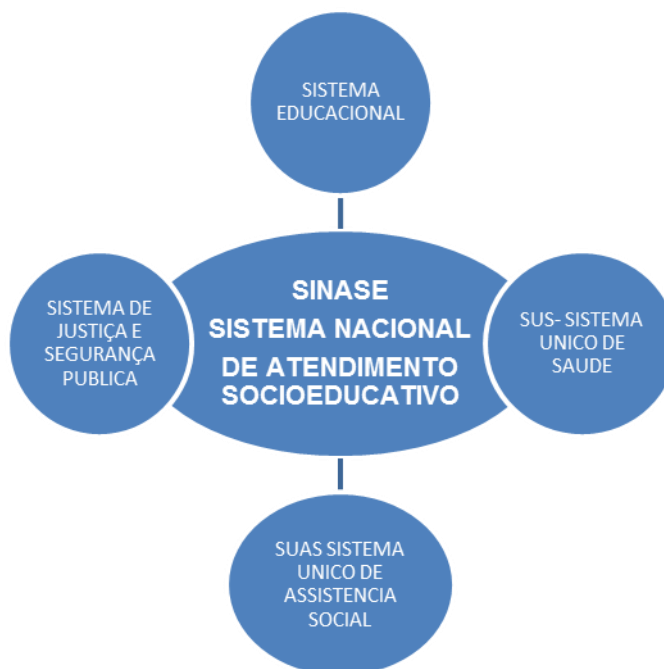 SISTEMA
EDUCACIONAL
SINASE
SISTEMA NACIONAL
DE ATENDIMENTO
SOCIOEDUCATIVO
SISTEMA DE
JUSTIÇA E
SEGURANÇA
PUBLICA
SUS- SISTEMA
UNICO DE
SAUDE
SUAS SISTEMA
UNICO DE
ASSISTENCIA
SOCIAL